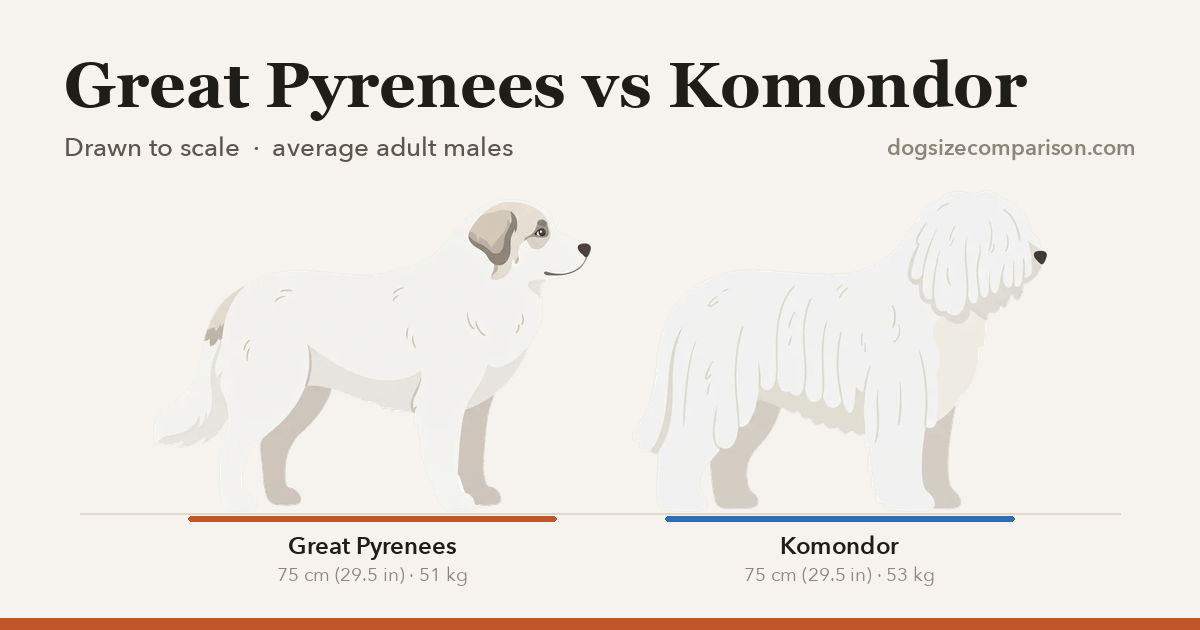 Great Pyrenees vs Komondor
Drawn to scale · average adult males
dogsizecomparison.com
Great Pyrenees
75 cm (29.5 in) · 51 kg
Komondor
75 cm (29.5 in) · 53 kg